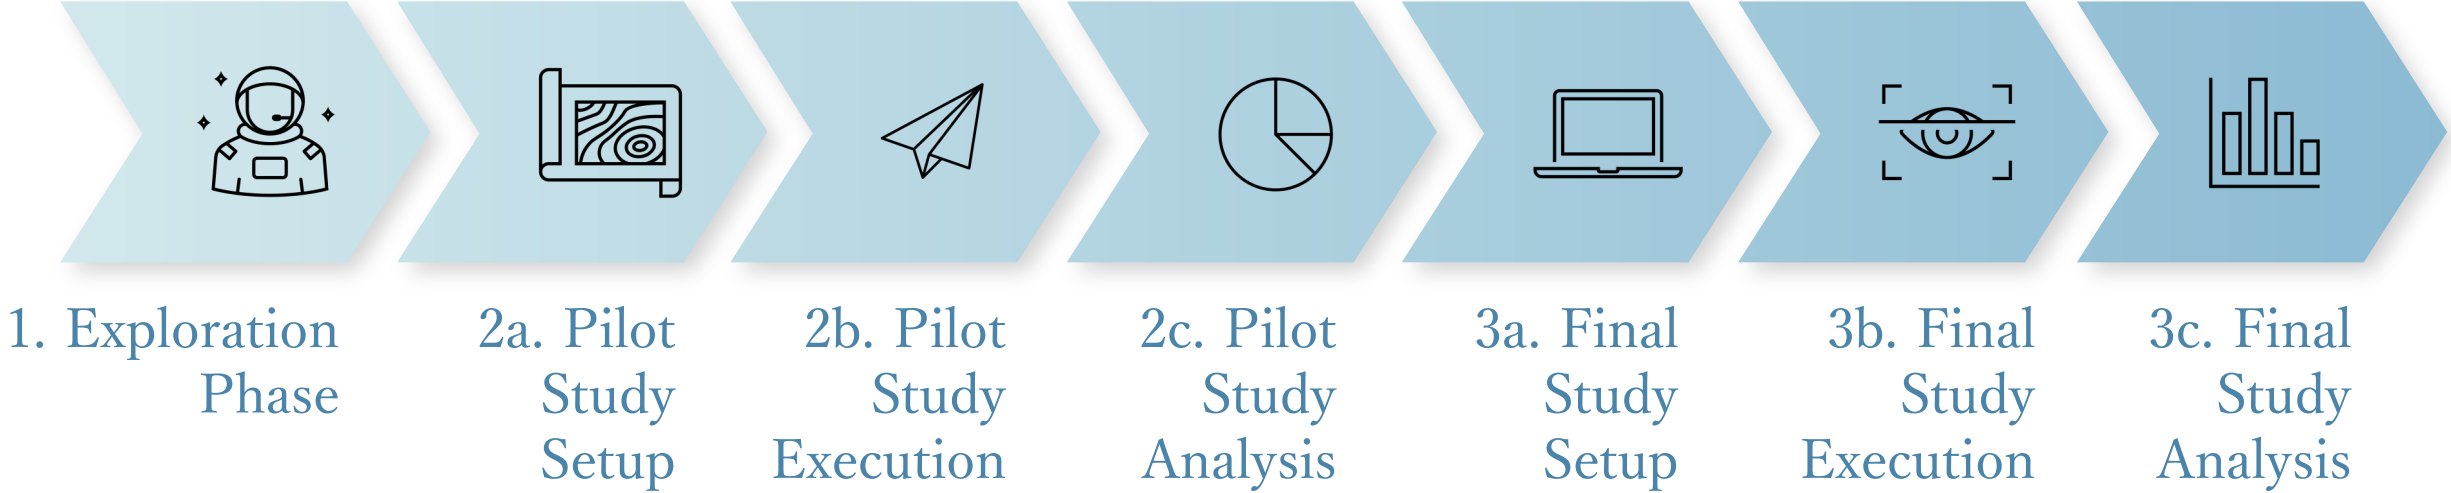 1. Exploration
Phase
2a. Pilot
Study
Setup
2b. Pilot
Study
Execution
2c. Pilot
Study
Analysis
3a. Final
Study
Setup
3b. Final
Study
Execution
3c. Final
Study
Analysis